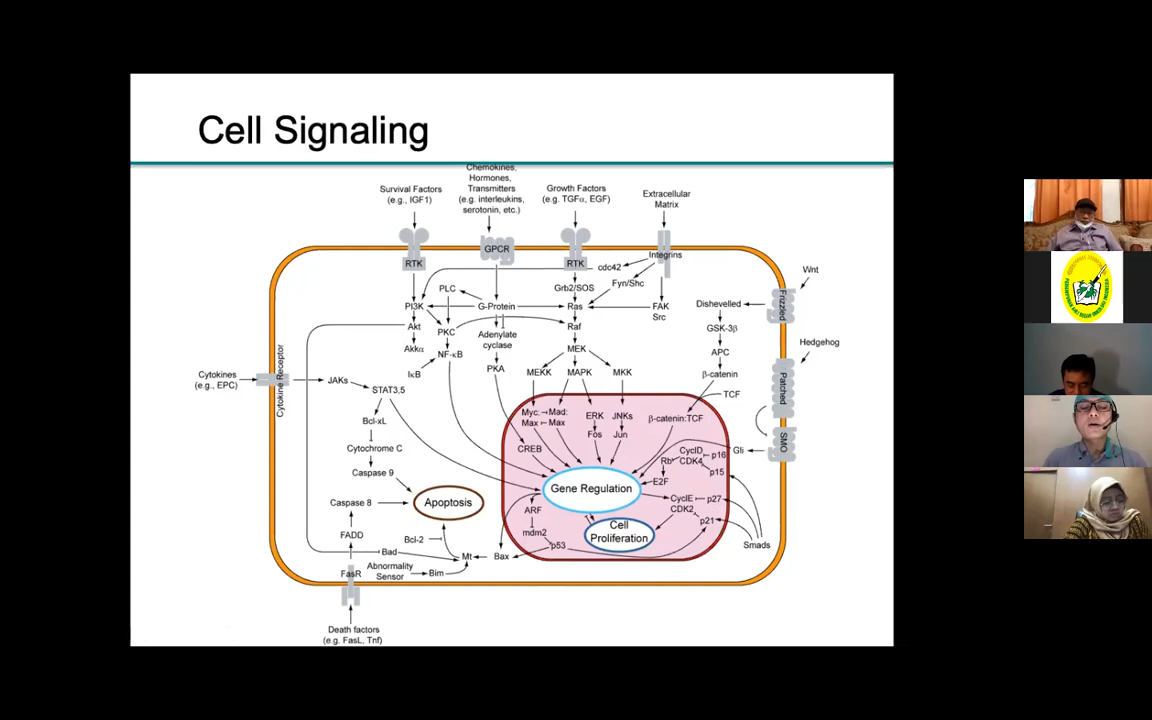 Cell Signaling
Chemokines,
Hormones,
Transmitters
(e.g. interleukins,
serotonin, etc.)
Survival Factors
(e.g., IGF1)
Growth Factors
(e.g. TGFα, EGF)
Extracellular
Matrix
RTK
GPCR
RTK
Integrins
cdc42
Wnt
PLC
Grb2/SOS
Fyn/Shc
Frizzled
PI3K
G-Protein
Ras
FAK
Src
Dishevelled
Akt
PKC
Adenylate
cyclase
Raf
GSK-3β
Hedgehog
Akkα
NF-κB
MEK
APC
IκB
PKA
MEKK
MAPK
MKK
β-catenin
Patched
Cytokines
(e.g., EPC)
Cytokine Receptor
JAKs
STAT3,5
TCF
Myc:
Mad:
Max
Max
ERK
JNKs
β-catenin:TCF
Bcl-xL
Fos
Jun
SMO
Cytochrome C
CREB
Gli
CyclD
p16
Rb
CDK4
p15
Caspase 9
E2F
Gene Regulation
Caspase 8
Apoptosis
ARF
CyclE
p27
CDK2
p21
Cell
Proliferation
FADD
Bcl-2
mdm2
p53
Smads
Bad
Mt
Bax
FasR
Abnormality
Sensor
Bim
Death factors
(e.g. FasL, Tnf)